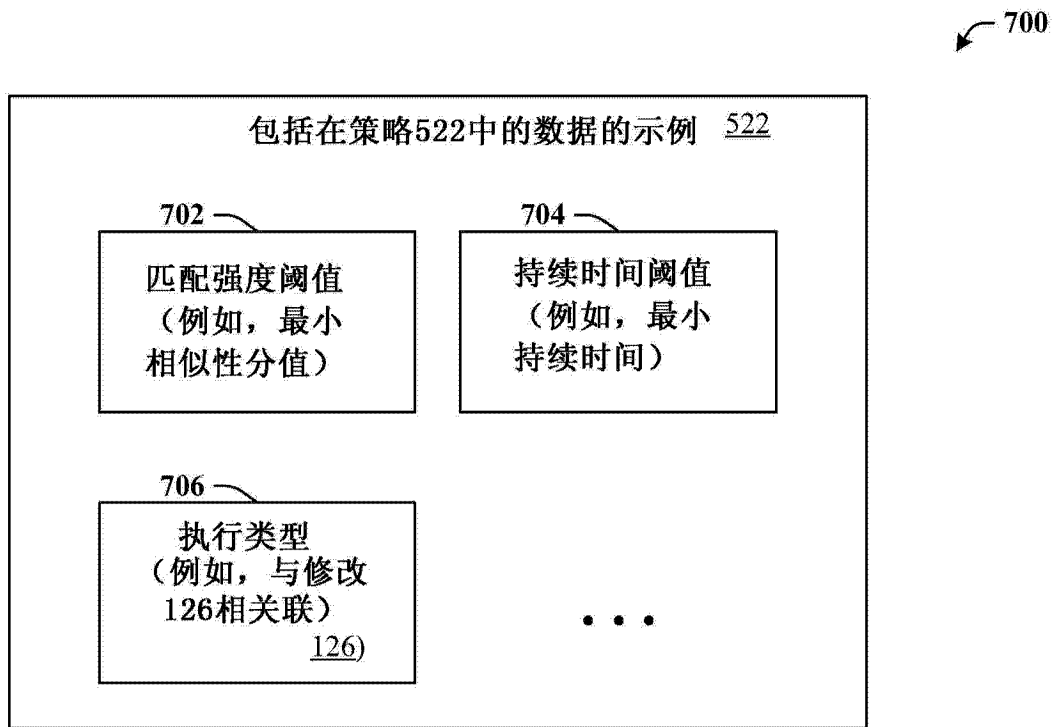 700
包括在策略522中的数据的示例 522
702
704
匹配强度阈值
（例如，最小
相似性分值）
持续时间阈值
（例如，最小
持续时间）
706
执行类型
（例如，与修改
126相关联）
126)